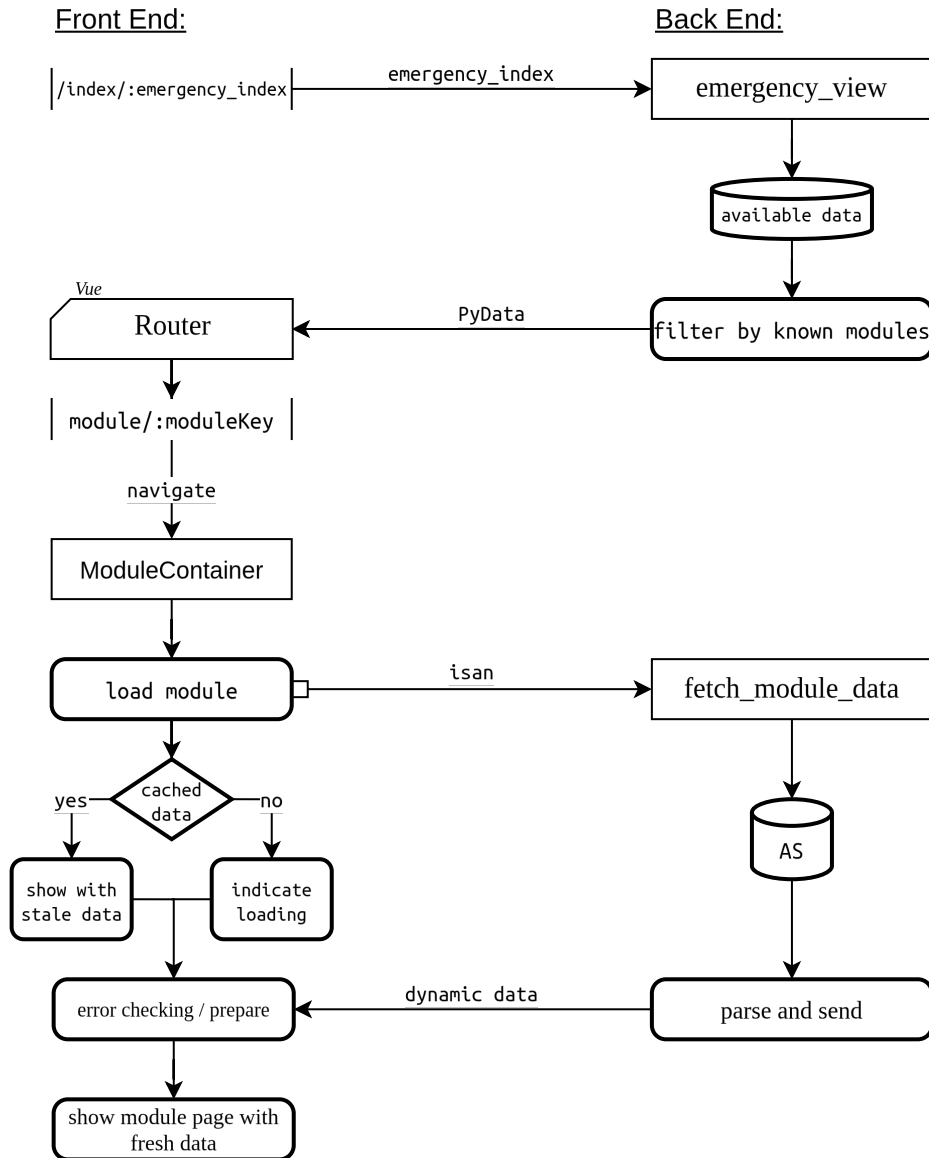 Front End:
Back End:
/index/:emergency_index
emergency_index
emergency_view
available data
Vue
Router
PyData
filter by known modules
module/:moduleKey
navigate
ModuleContainer
load module
isan
fetch_module_data
cached
data
yes
no
AS
show with
stale data
indicate
loading
error checking / prepare
dynamic data
parse and send
show module page with
fresh data